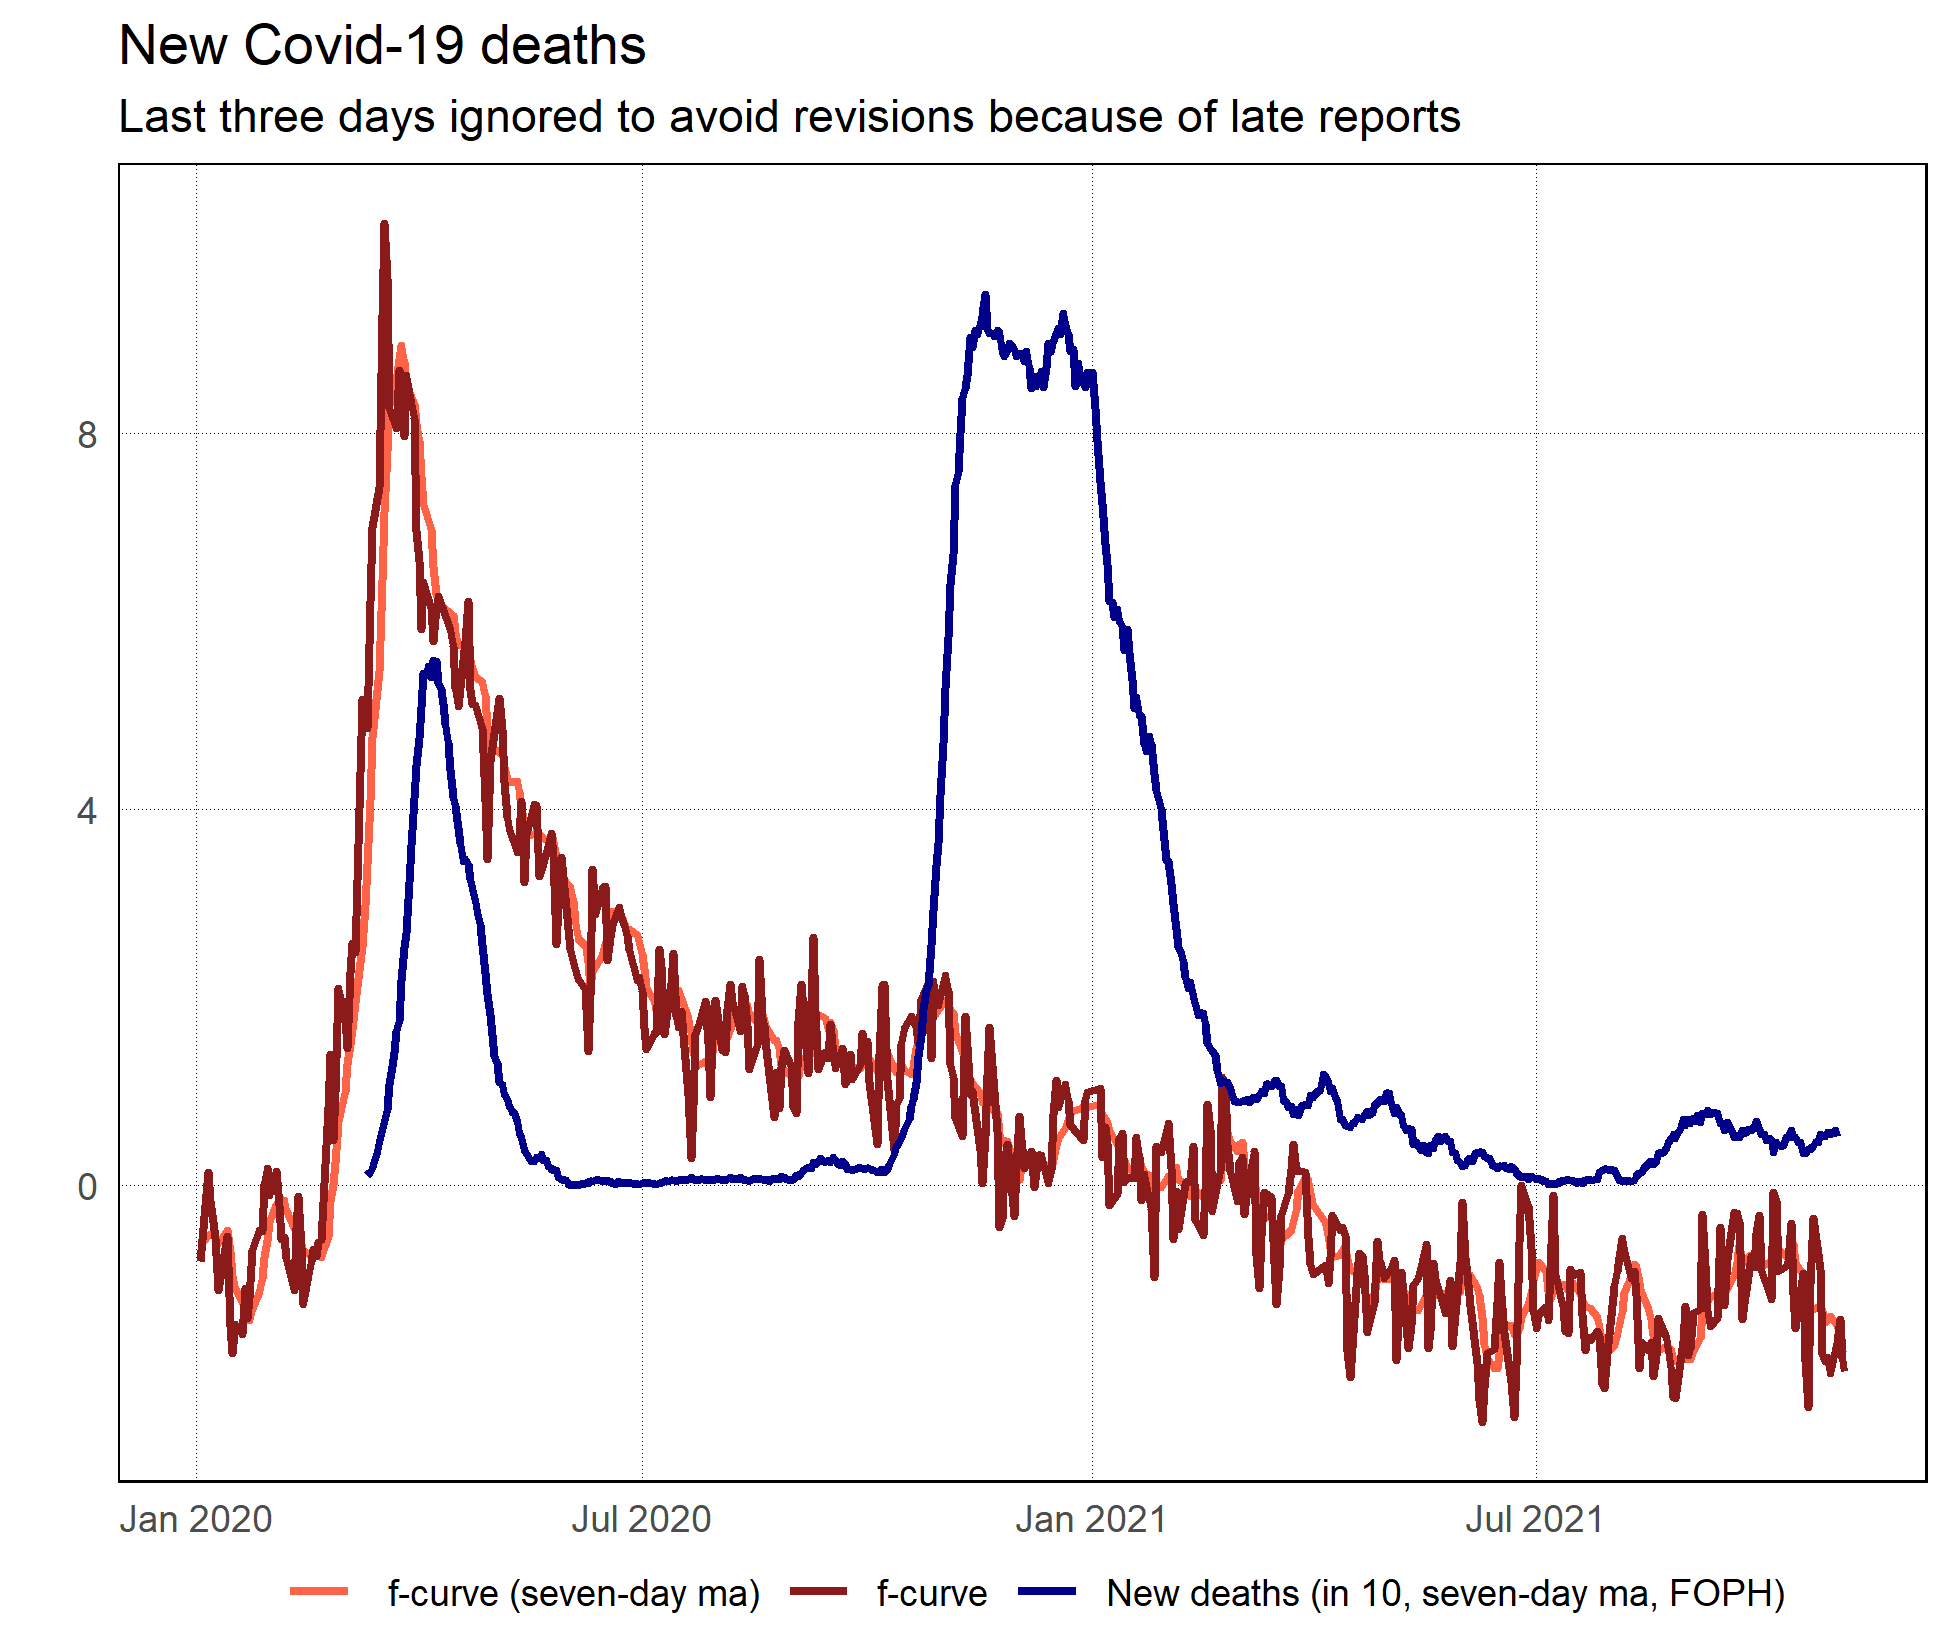 New Covid-19 deaths
Last three days ignored to avoid revisions because of late reports
8
4
0
Jan 2020 Jul 2020 Jan 2021 Jul 2021
f-curve (seven-day ma) f-curve New deaths (in 10, seven-day ma, FOPH)